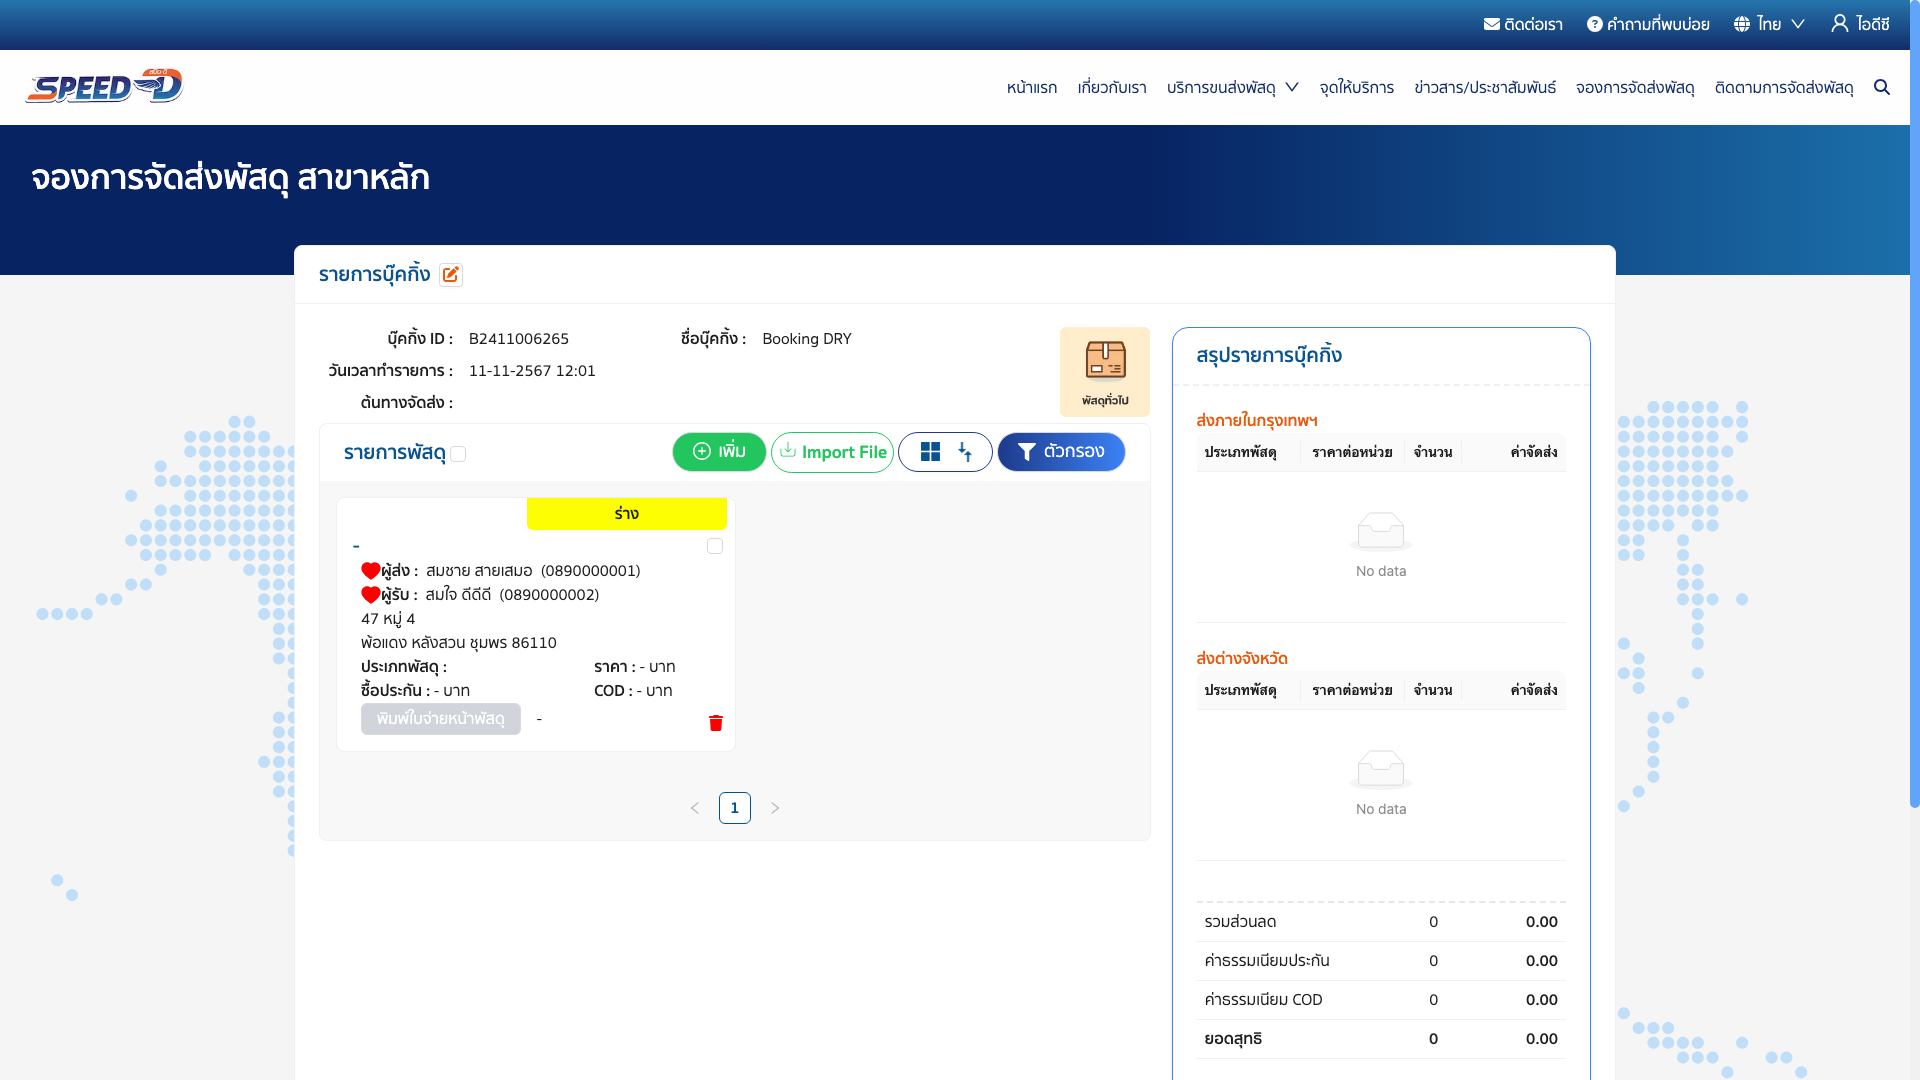 ติดต่อเรา คำถามที่พบบ่อย ไทย ไอดีซี
SPEED-D สปีด-ดี
หน้าแรก เกี่ยวกับเรา บริการขนส่งพัสดุ จุดให้บริการ ข่าวสาร/ประชาสัมพันธ์ จองการจัดส่งพัสดุ ติดตามการจัดส่งพัสดุ
จองการจัดส่งพัสดุ สาขาหลัก
รายการบุ๊คกิ้ง
บุ๊คกิ้ง ID : B2411006265 ชื่อบุ๊คกิ้ง : Booking DRY
วันเวลาทำรายการ : 11-11-2567 12:01
ต้นทางจัดส่ง :
พัสดุทั่วไป
รายการพัสดุ เพิ่ม Import File ตัวกรอง
ร่าง
-
ผู้ส่ง : สมชาย สายเสมอ (0890000001)
ผู้รับ : สมใจ ดีดีดี (0890000002)
47 หมู่ 4
พ้อแดง หลังสวน ชุมพร 86110
ประเภทพัสดุ : ราคา : - บาท
ซื้อประกัน : - บาท COD : - บาท
พิมพ์ใบจ่ายหน้าพัสดุ -
1
สรุปรายการบุ๊คกิ้ง
ส่งภายในกรุงเทพฯ
ประเภทพัสดุ ราคาต่อหน่วย จำนวน ค่าจัดส่ง
No data
ส่งต่างจังหวัด
ประเภทพัสดุ ราคาต่อหน่วย จำนวน ค่าจัดส่ง
No data
รวมส่วนลด 0 0.00
ค่าธรรมเนียมประกัน 0 0.00
ค่าธรรมเนียม COD 0 0.00
ยอดสุทธิ 0 0.00